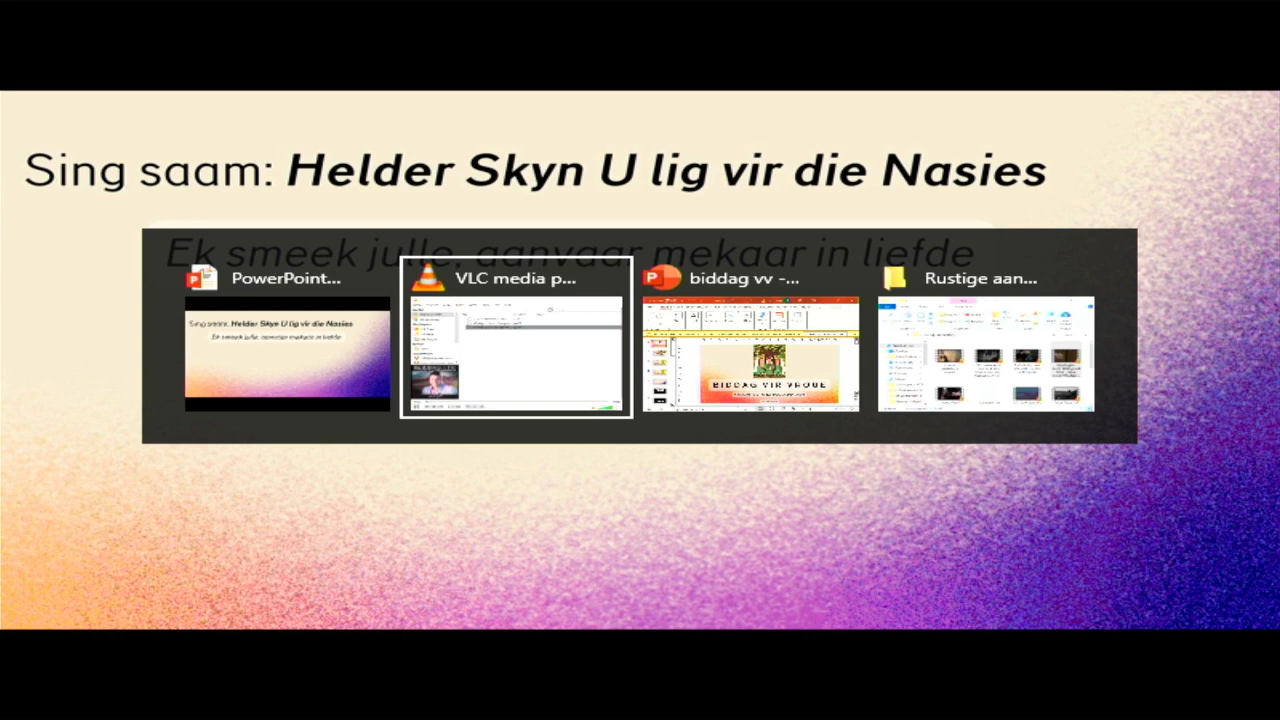 Sing saam: Helder Skyn U lig vir die Nasies
Ek smeek julle, aanvaar mekaar in liefde
PowerPoint...
VLC media p...
biddag vv -...
Rustige aan...
Sing saam: Helder Skyn U lig vir die Nasies
Ek smeek julle, aanvaar mekaar in liefde
BIDDAG VIR VROUE